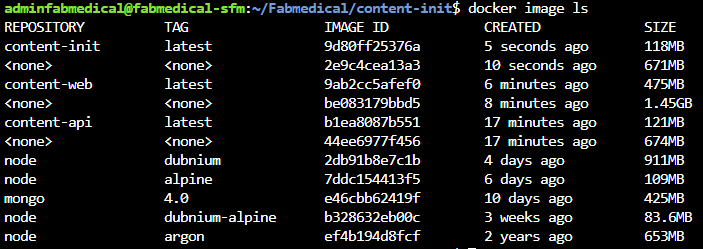 adminfabmedical@fabmedical-sfm:~/Fabmedical/content-init$ docker image ls
REPOSITORY TAG IMAGE ID CREATED SIZE
content-init latest 9d80ff25376a 5 seconds ago 118MB
<none> <none> 2e9c4cea13a3 10 seconds ago 671MB
content-web latest 9ab2cc5afef0 6 minutes ago 475MB
<none> <none> be083179bbd5 8 minutes ago 1.45GB
content-api latest b1ea8087b551 17 minutes ago 121MB
<none> <none> 44ee6977f456 17 minutes ago 674MB
node dubnium 2db91b8e7c1b 4 days ago 911MB
node alpine 7ddc154413f5 6 days ago 109MB
mongo 4.0 e46cbb62419f 10 days ago 425MB
node dubnium-alpine b328632eb00c 3 weeks ago 83.6MB
node argon ef4b194d8fcf 2 years ago 653MB